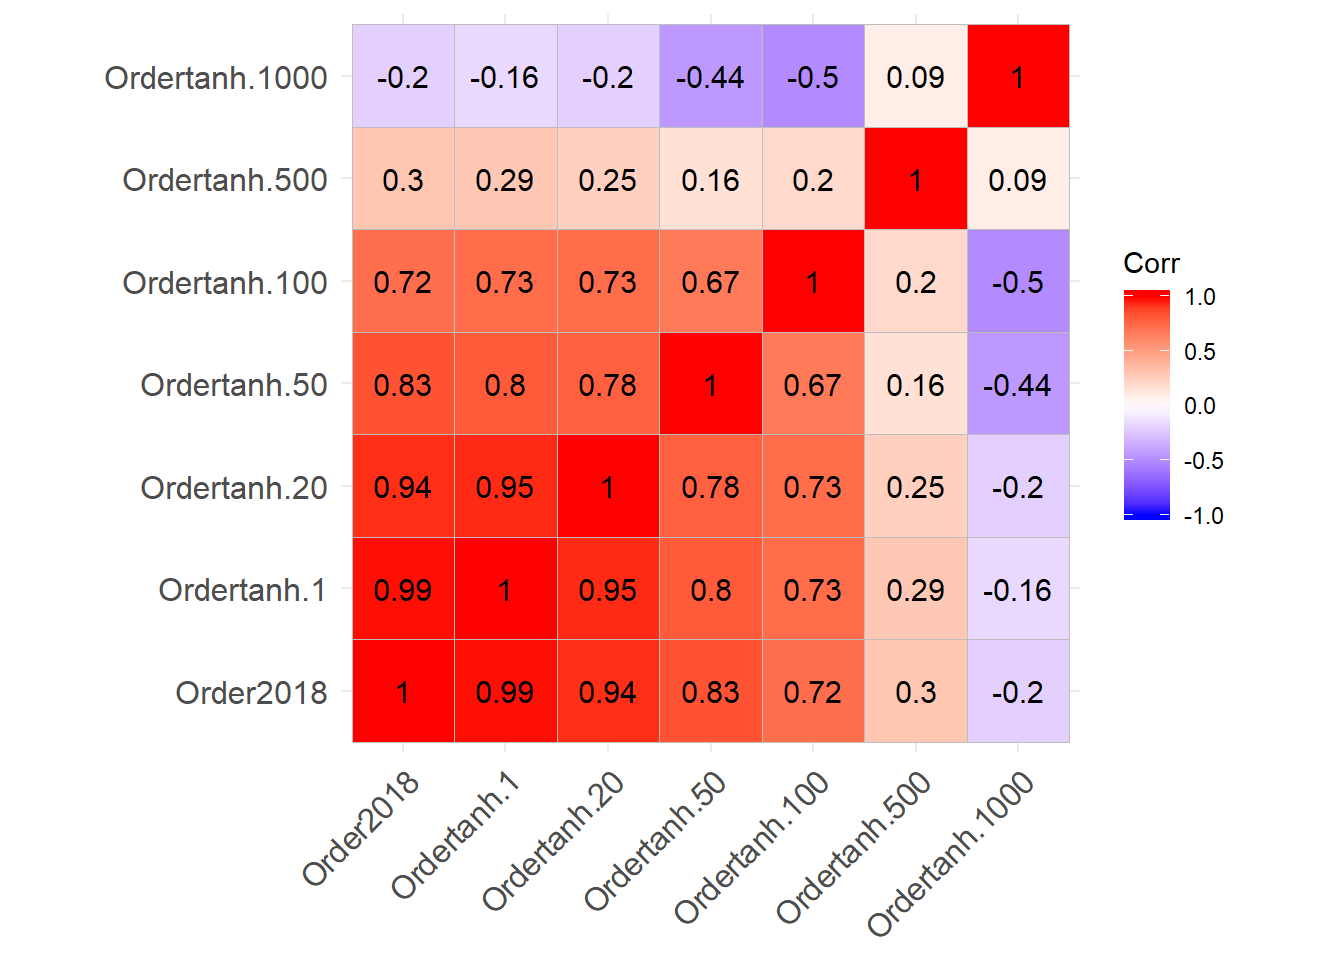 Ordertanh.1000 -0.2 -0.16 -0.2 -0.44 -0.5 0.09 1
Ordertanh.500 0.3 0.29 0.25 0.16 0.2 1 0.09
Ordertanh.100 0.72 0.73 0.73 0.67 1 0.2 -0.5
Ordertanh.50 0.83 0.8 0.78 1 0.67 0.16 -0.44
Ordertanh.20 0.94 0.95 1 0.78 0.73 0.25 -0.2
Ordertanh.1 0.99 1 0.95 0.8 0.73 0.29 -0.16
Order2018 1 0.99 0.94 0.83 0.72 0.3 -0.2
Order2018
Ordertanh.1
Ordertanh.20
Ordertanh.50
Ordertanh.100
Ordertanh.500
Ordertanh.1000
Corr
1.0
0.5
0.0
-0.5
-1.0